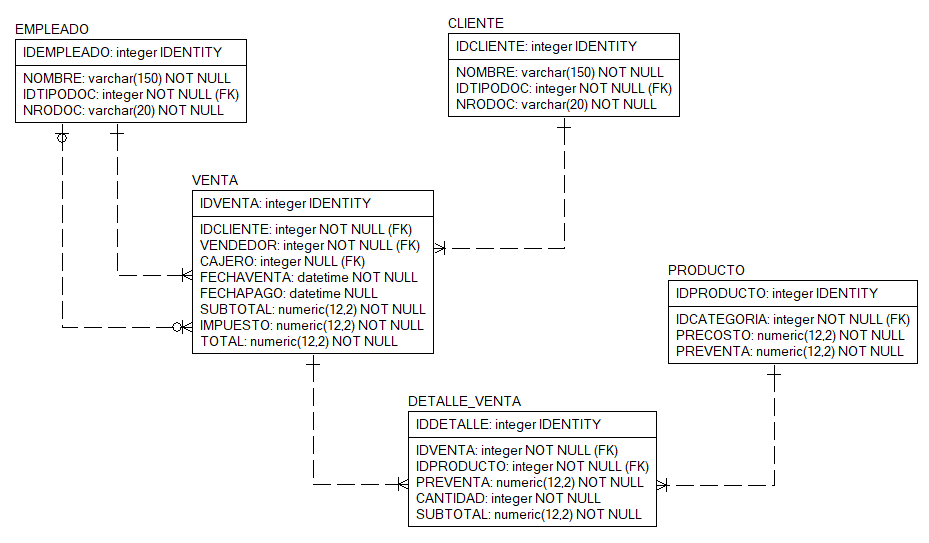 EMPLEADO
IDEMPLEADO: integer IDENTITY
NOMBRE: varchar(150) NOT NULL
IDTIPODOC: integer NOT NULL (FK)
NRODOC: varchar(20) NOT NULL
CLIENTE
IDCLIENTE: integer IDENTITY
NOMBRE: varchar(150) NOT NULL
IDTIPODOC: integer NOT NULL (FK)
NRODOC: varchar(20) NOT NULL
VENTA
IDVENTA: integer IDENTITY
IDCLIENTE: integer NOT NULL (FK)
VENDEDOR: integer NOT NULL (FK)
CAJERO: integer NULL (FK)
FECHAVENTA: datetime NOT NULL
FECHAPAGO: datetime NULL
SUBTOTAL: numeric(12,2) NOT NULL
IMPUESTO: numeric(12,2) NOT NULL
TOTAL: numeric(12,2) NOT NULL
PRODUCTO
IDPRODUCTO: integer IDENTITY
IDCATEGORIA: integer NOT NULL (FK)
PRECOSTO: numeric(12,2) NOT NULL
PREVENTA: numeric(12,2) NOT NULL
DETALLE_VENTA
IDDETALLE: integer IDENTITY
IDVENTA: integer NOT NULL (FK)
IDPRODUCTO: integer NOT NULL (FK)
PREVENTA: numeric(12,2) NOT NULL
CANTIDAD: integer NOT NULL
SUBTOTAL: numeric(12,2) NOT NULL